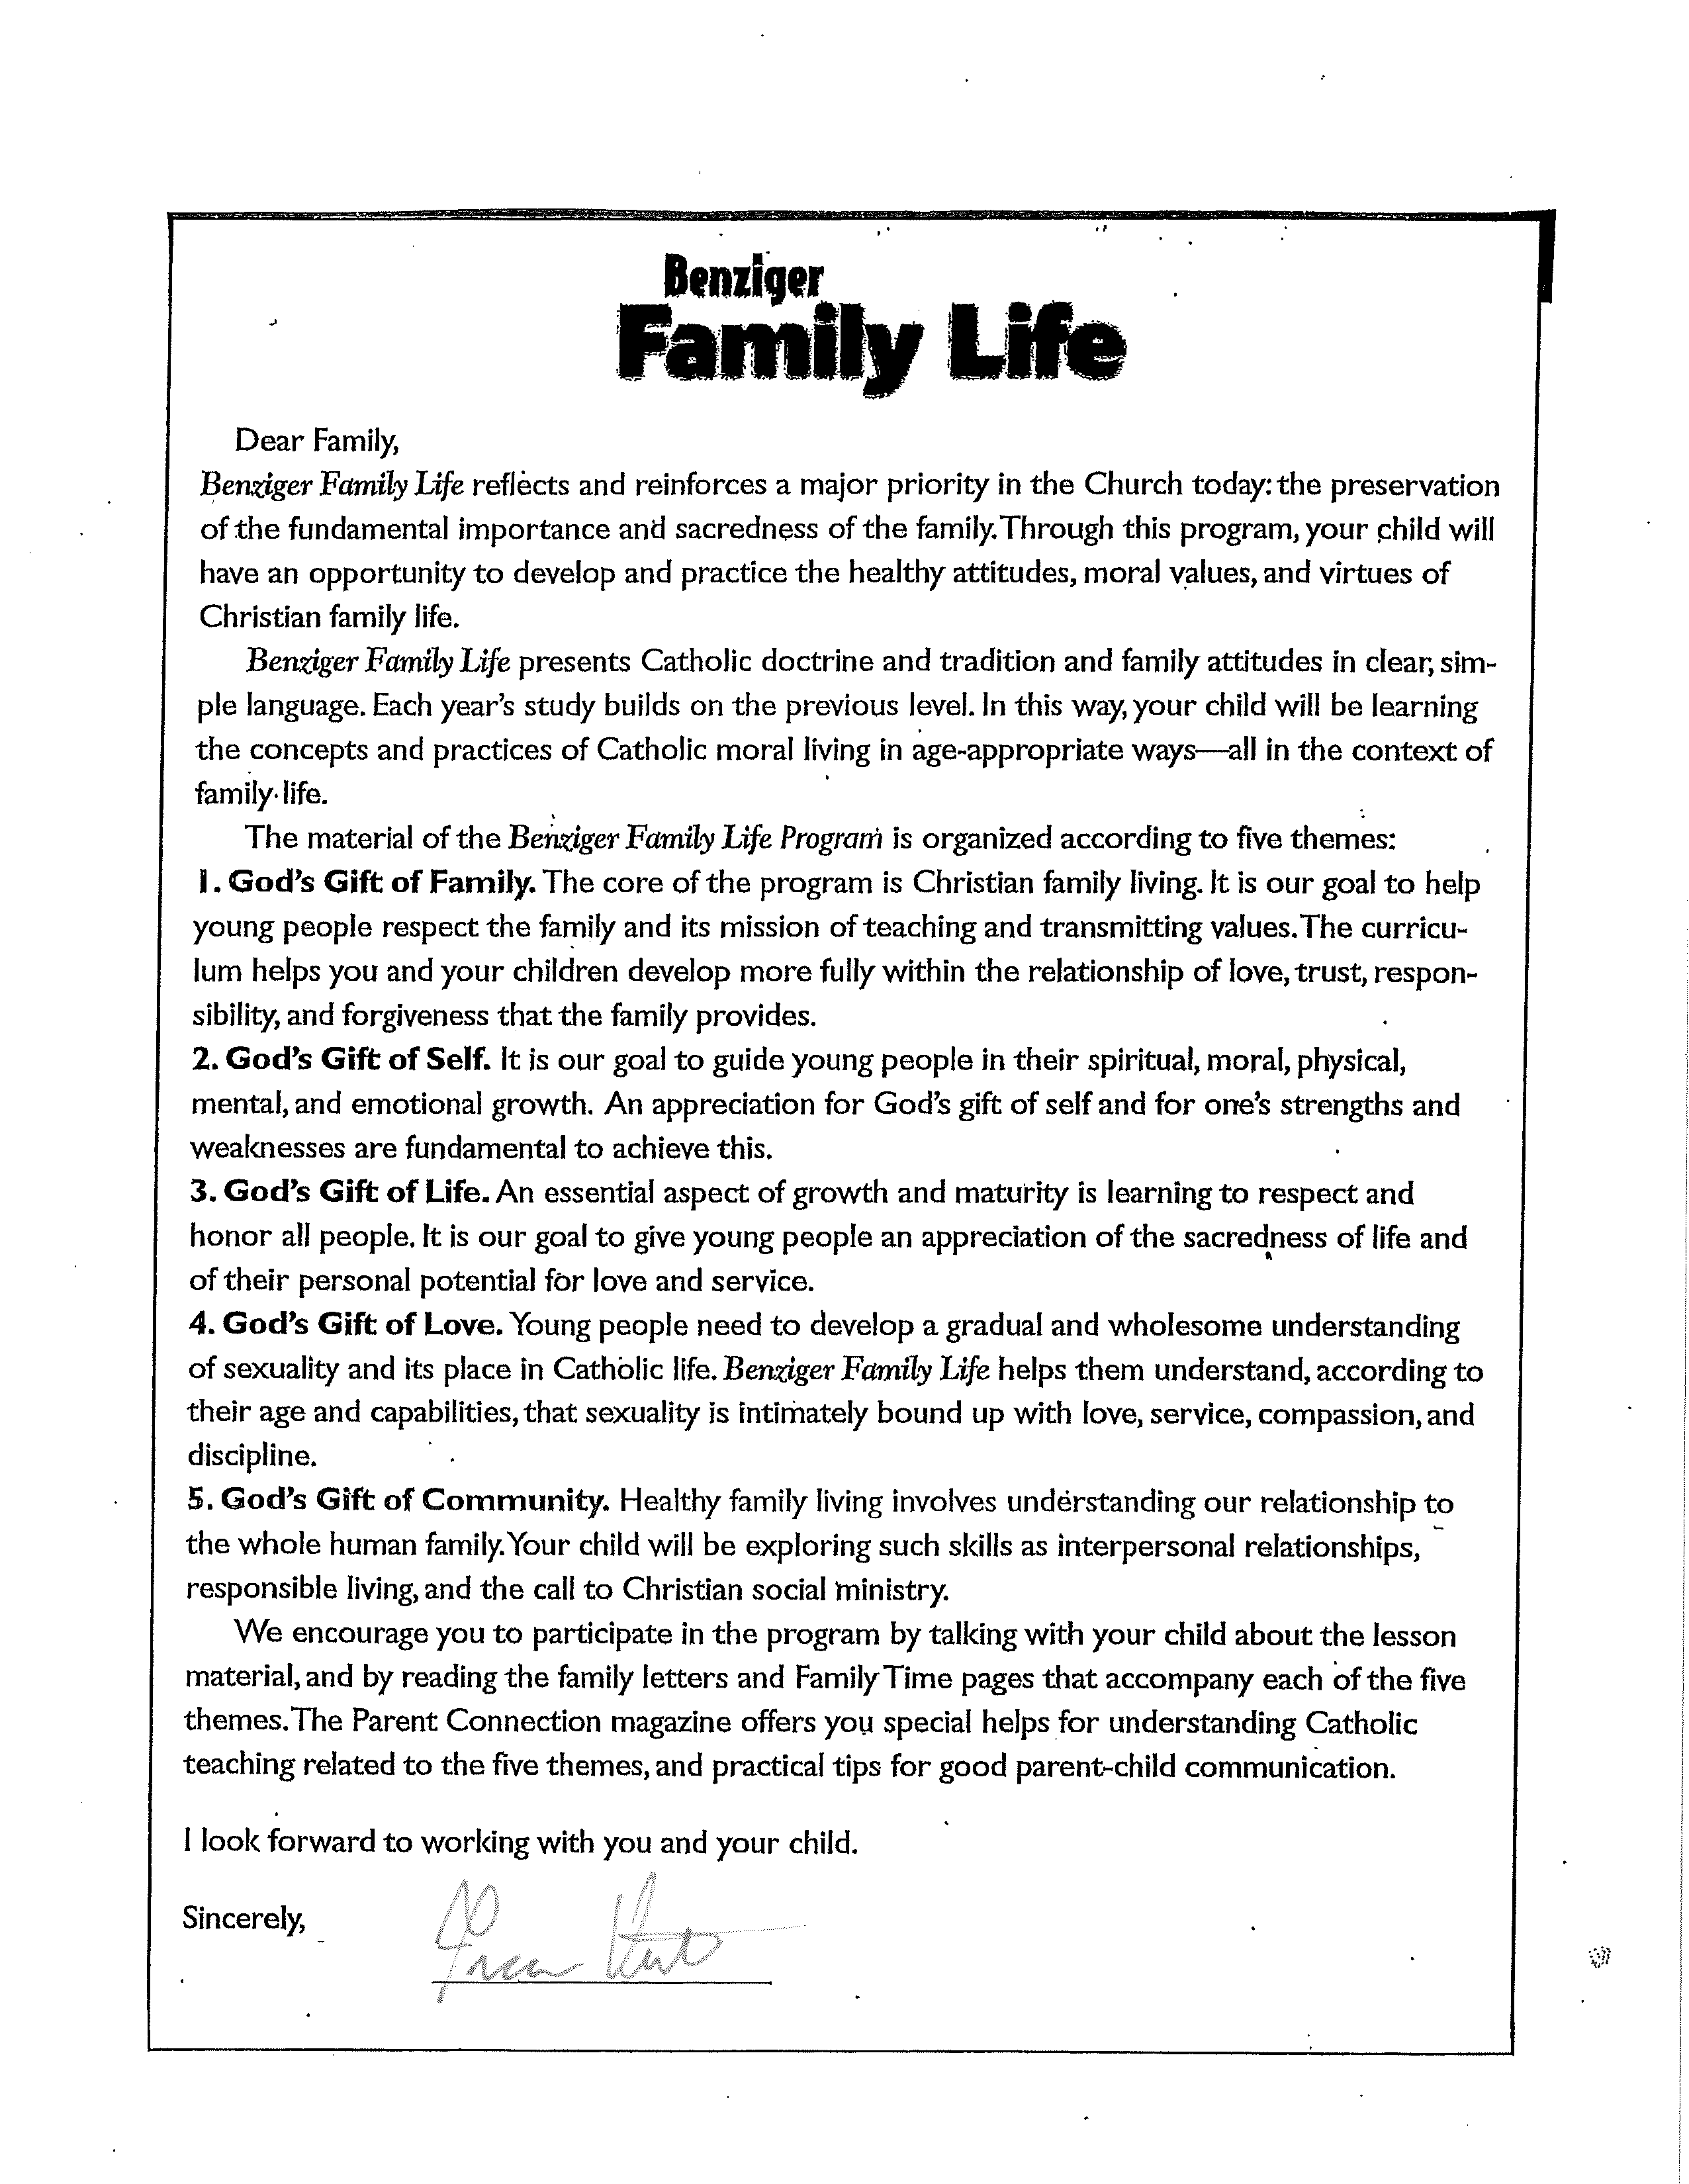 Benziger
Family Life
Dear Family,
Benziger Family Life reflects and reinforces a major priority in the Church today: the preservation
of the fundamental importance and sacredness of the family. Through this program, your child will
have an opportunity to develop and practice the healthy attitudes, moral values, and virtues of
Christian family life.
Benziger Family Life presents Catholic doctrine and tradition and family attitudes in clear, sim-
ple language. Each year's study builds on the previous level. In this way, your child will be learning
the concepts and practices of Catholic moral living in age-appropriate ways—all in the context of
family life.
The material of the Benziger Family Life Program is organized according to five themes:
1. God's Gift of Family. The core of the program is Christian family living. It is our goal to help
young people respect the family and its mission of teaching and transmitting values. The curricu-
lum helps you and your children develop more fully within the relationship of love, trust, respon-
sibility, and forgiveness that the family provides.
2. God's Gift of Self. It is our goal to guide young people in their spiritual, moral, physical,
mental, and emotional growth. An appreciation for God's gift of self and for one's strengths and
weaknesses are fundamental to achieve this.
3. God's Gift of Life. An essential aspect of growth and maturity is learning to respect and
honor all people. It is our goal to give young people an appreciation of the sacredness of life and
of their personal potential for love and service.
4. God's Gift of Love. Young people need to develop a gradual and wholesome understanding
of sexuality and its place in Catholic life. Benziger Family Life helps them understand, according to
their age and capabilities, that sexuality is intimately bound up with love, service, compassion, and
discipline.
5. God's Gift of Community. Healthy family living involves understanding our relationship to
the whole human family. Your child will be exploring such skills as interpersonal relationships,
responsible living, and the call to Christian social ministry.
We encourage you to participate in the program by talking with your child about the lesson
material, and by reading the family letters and Family Time pages that accompany each of the five
themes. The Parent Connection magazine offers you special helps for understanding Catholic
teaching related to the five themes, and practical tips for good parent-child communication.
I look forward to working with you and your child.
Sincerely,